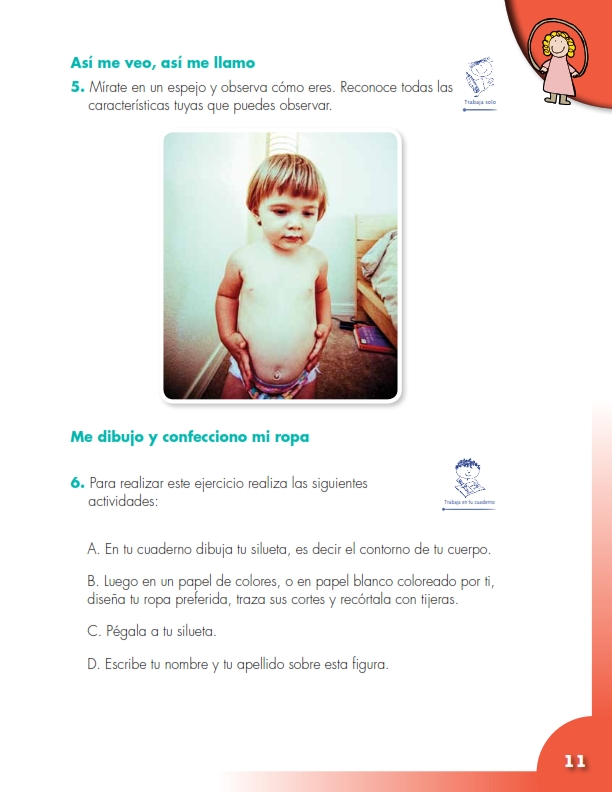 Así me veo, así me llamo
5. Mírate en un espejo y observa cómo eres. Reconoce todas las
características tuyas que puedes observar.
Trabaja solo
Me dibujo y confecciono mi ropa
6. Para realizar este ejercicio realiza las siguientes
actividades:
Trabaja en tu cuaderno
A. En tu cuaderno dibuja tu silueta, es decir el contorno de tu cuerpo.
B. Luego en un papel de colores, o en papel blanco coloreado por ti,
diseña tu ropa preferida, traza sus cortes y recórtala con tijeras.
C. Pégala a tu silueta.
D. Escribe tu nombre y tu apellido sobre esta figura.
11